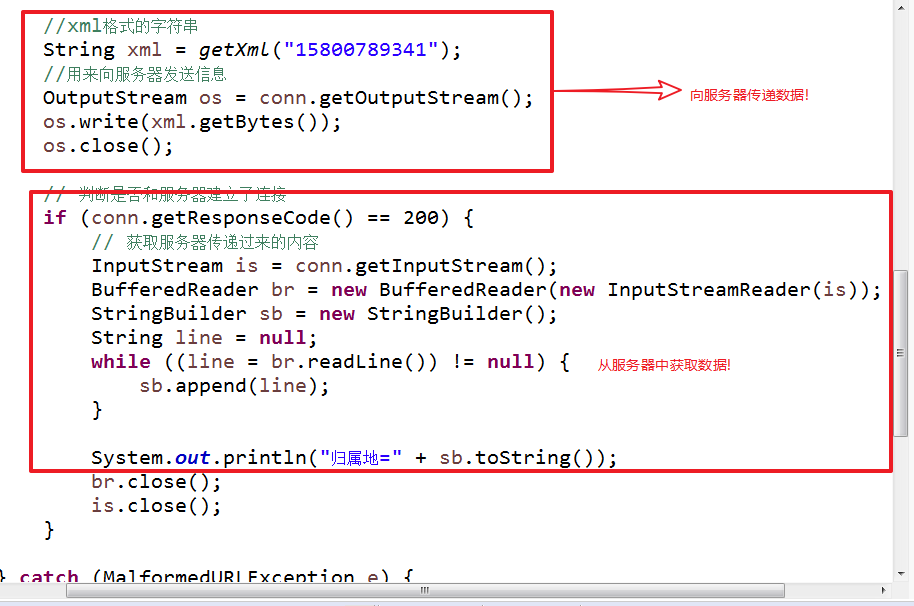 //xml格式的字符串
String xml = getXml("15800789341");
//用来向服务器发送信息
OutputStream os = conn.getOutputStream();
向服务器传递数据!
os.write(xml.getBytes());
os.close();
// 判断是否和服务器建立了连接
if (conn.getResponseCode() == 200) {
// 获取服务器传递过来的内容
InputStream is = conn.getInputStream();
BufferedReader br = new BufferedReader(new InputStreamReader(is));
StringBuilder sb = new StringBuilder();
String line = null;
while ((line = br.readLine()) != null) {
从服务器中获取数据!
sb.append(line);
}
System.out.println("归属地=" + sb.toString());
br.close();
is.close();
}
} catch (MalformedURLException e) {